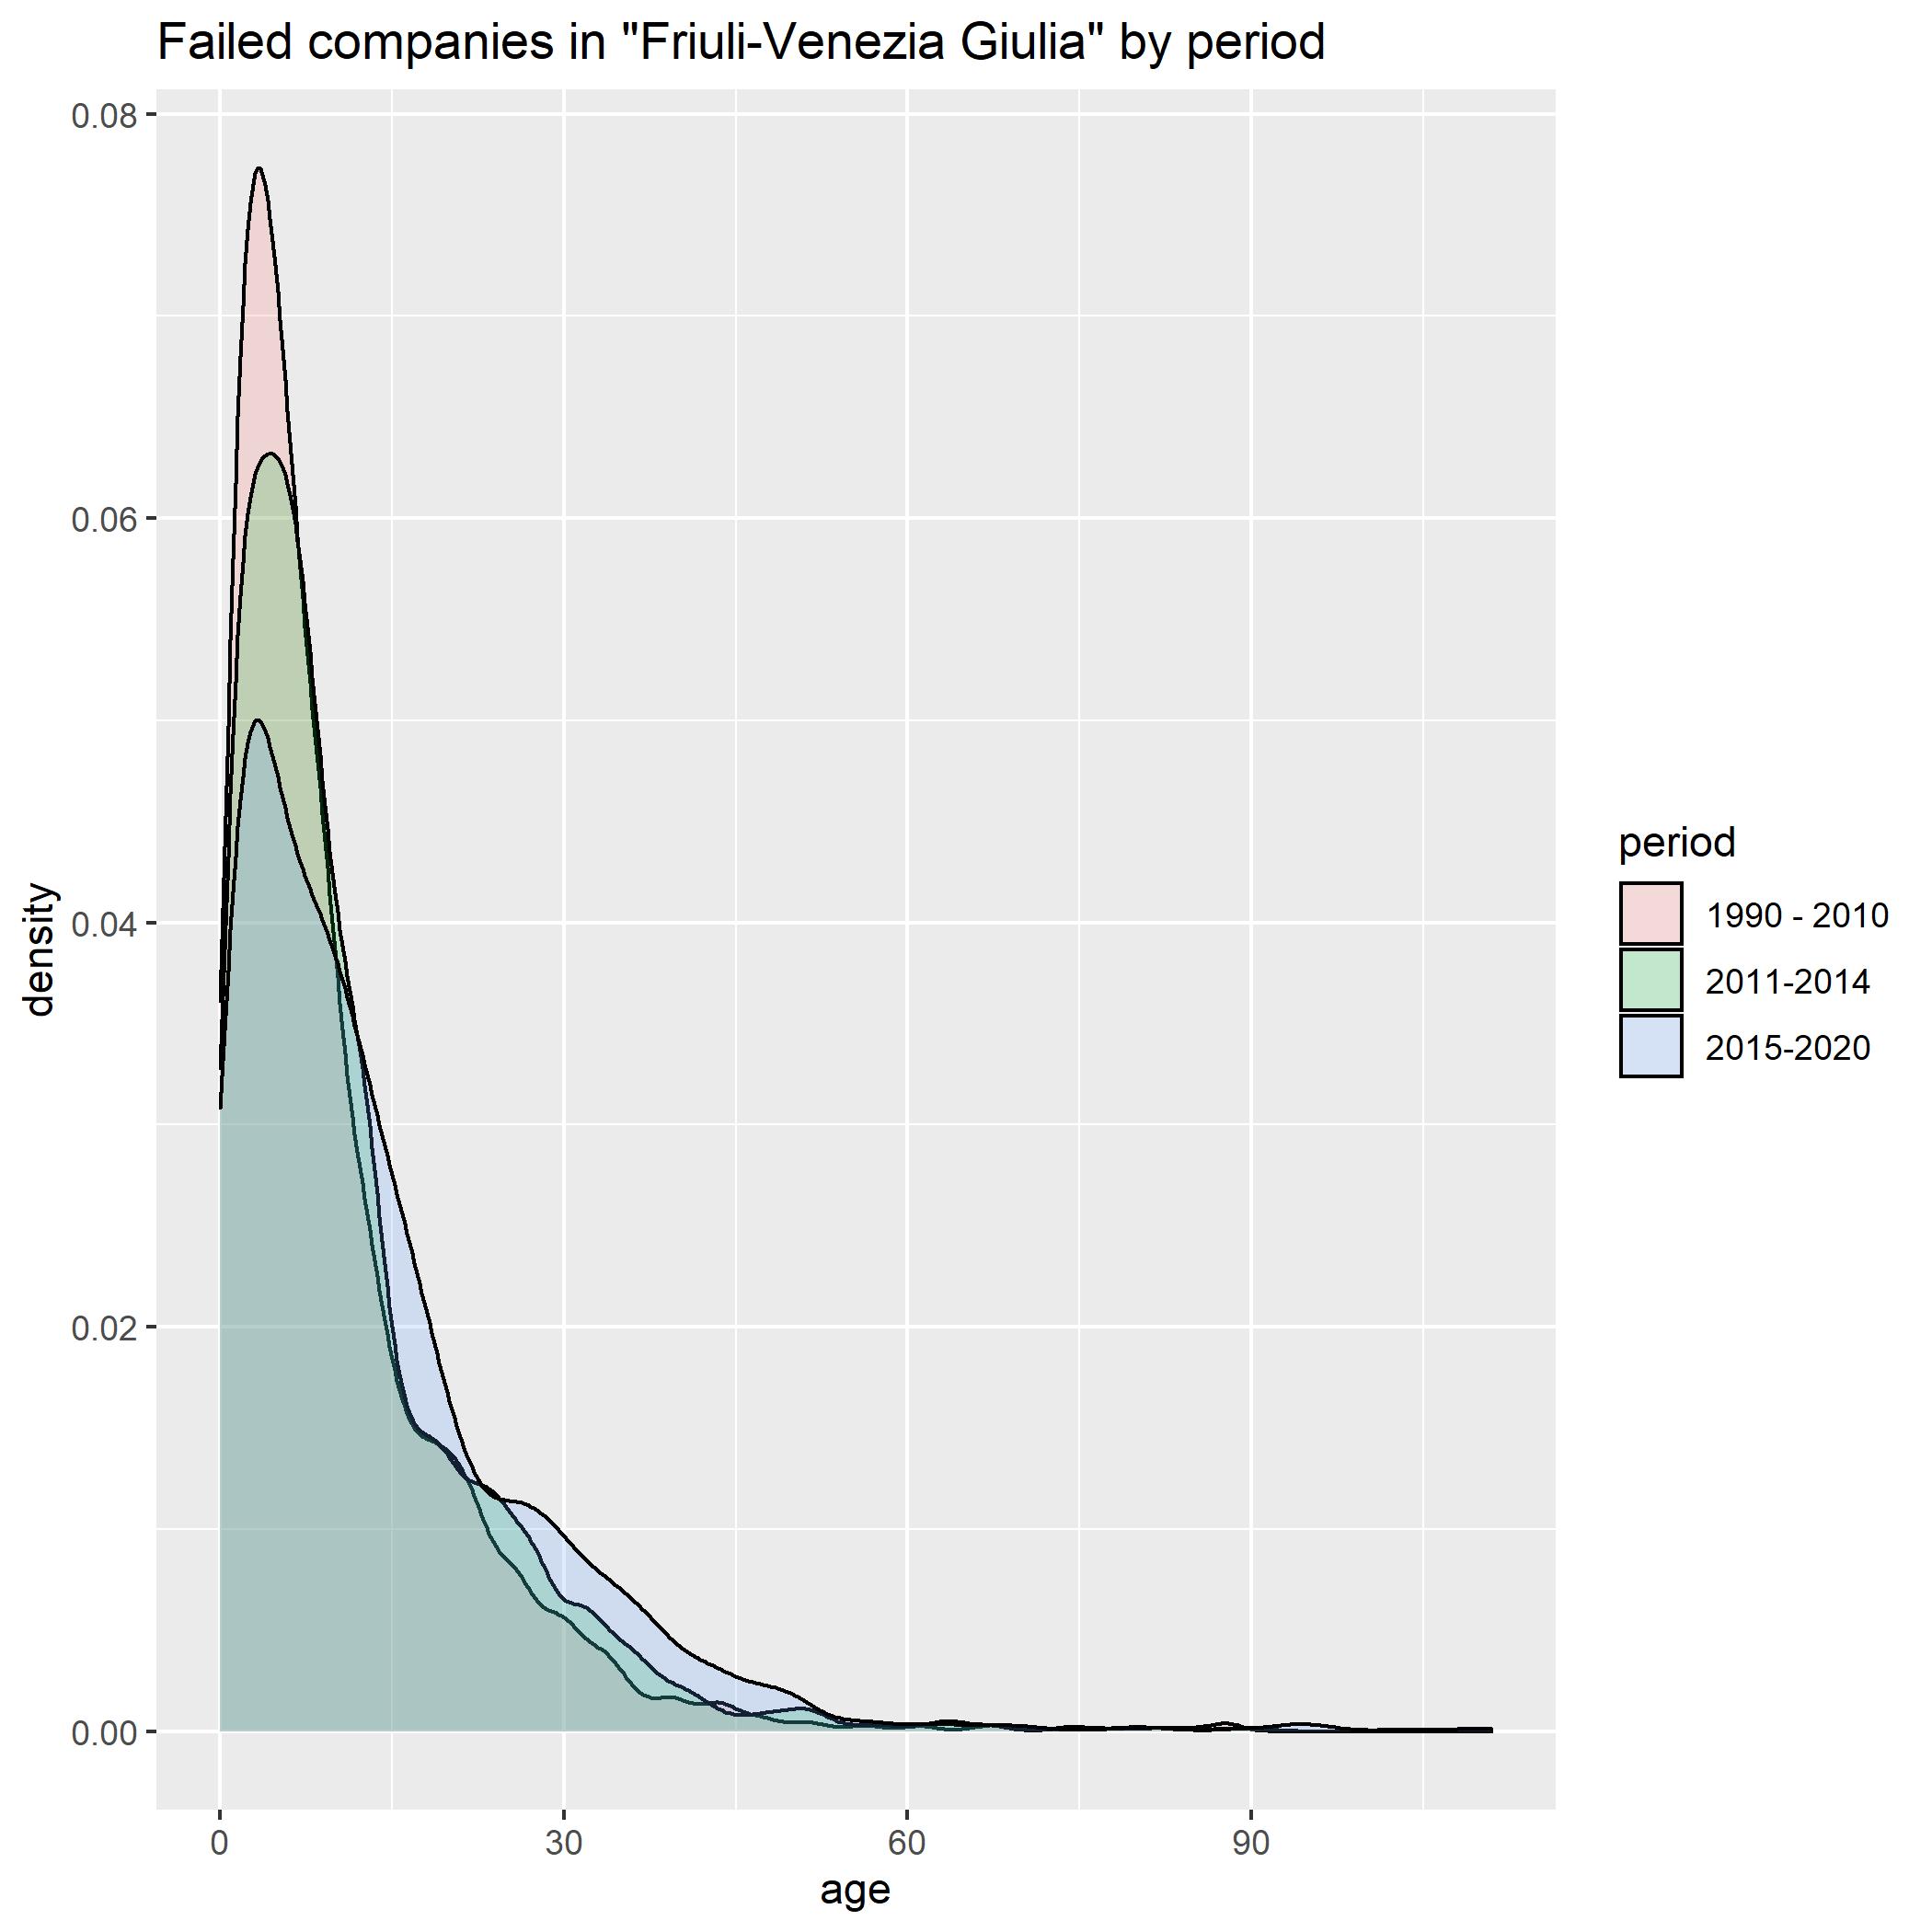 Failed companies in "Friuli-Venezia Giulia" by period
0.08
0.06
0.04
0.02
0.00
density
0 30 60 90
age
period
1990 - 2010
2011-2014
2015-2020